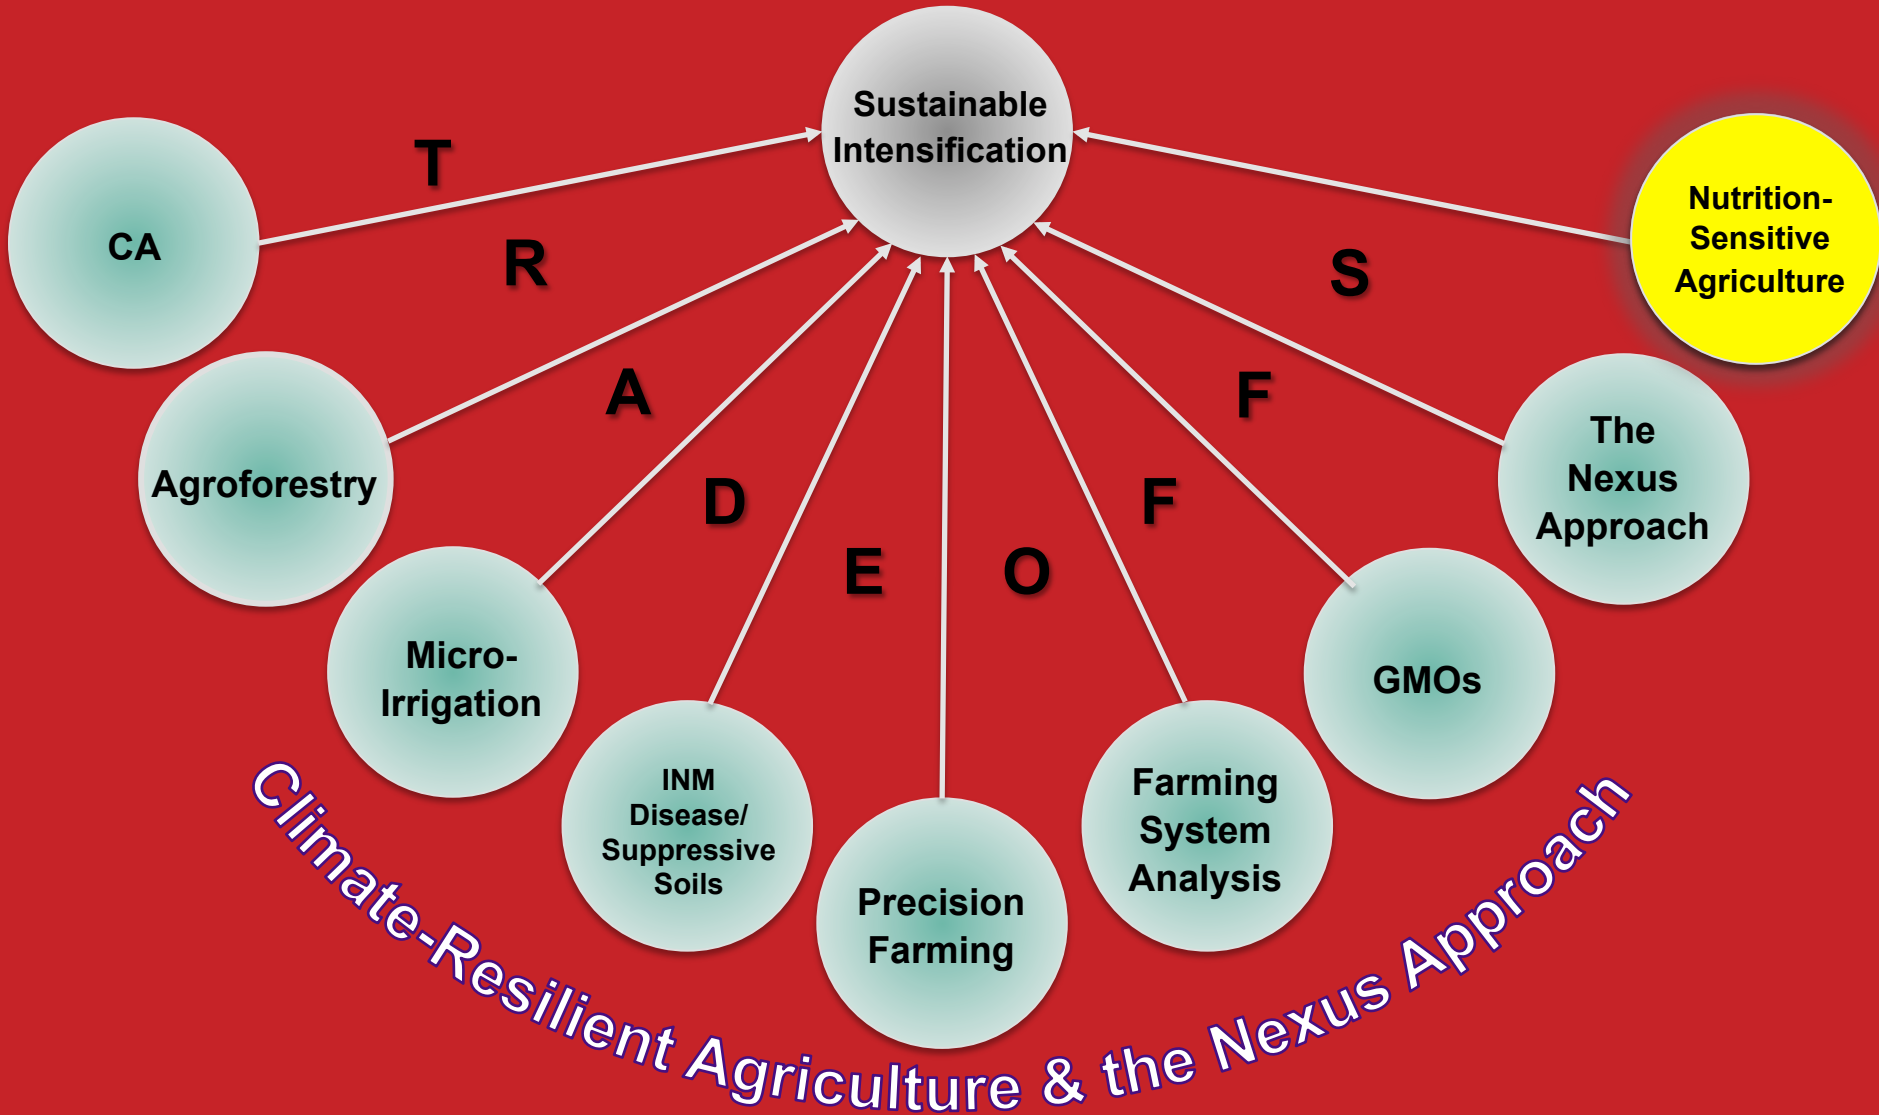 Sustainable
Intensification
CA
Agroforestry
Micro-
Irrigation
INM
Disease/
Suppressive
Soils
Precision
Farming
Farming
System
Analysis
GMOs
The
Nexus
Approach
Nutrition-
Sensitive
Agriculture
T
R
A
D
E
O
F
F
S
Climate-Resilient Agriculture & the Nexus Approach